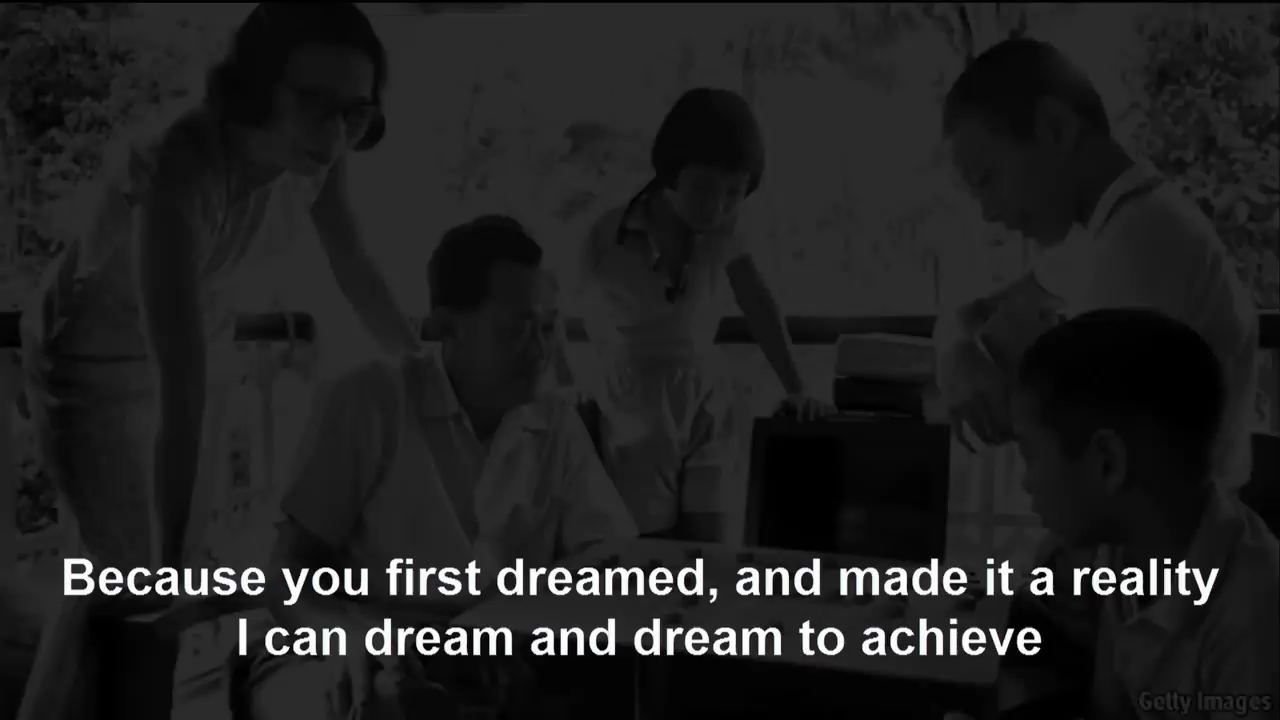 Because you first dreamed, and made it a reality
I can dream and dream to achieve
Getty Images